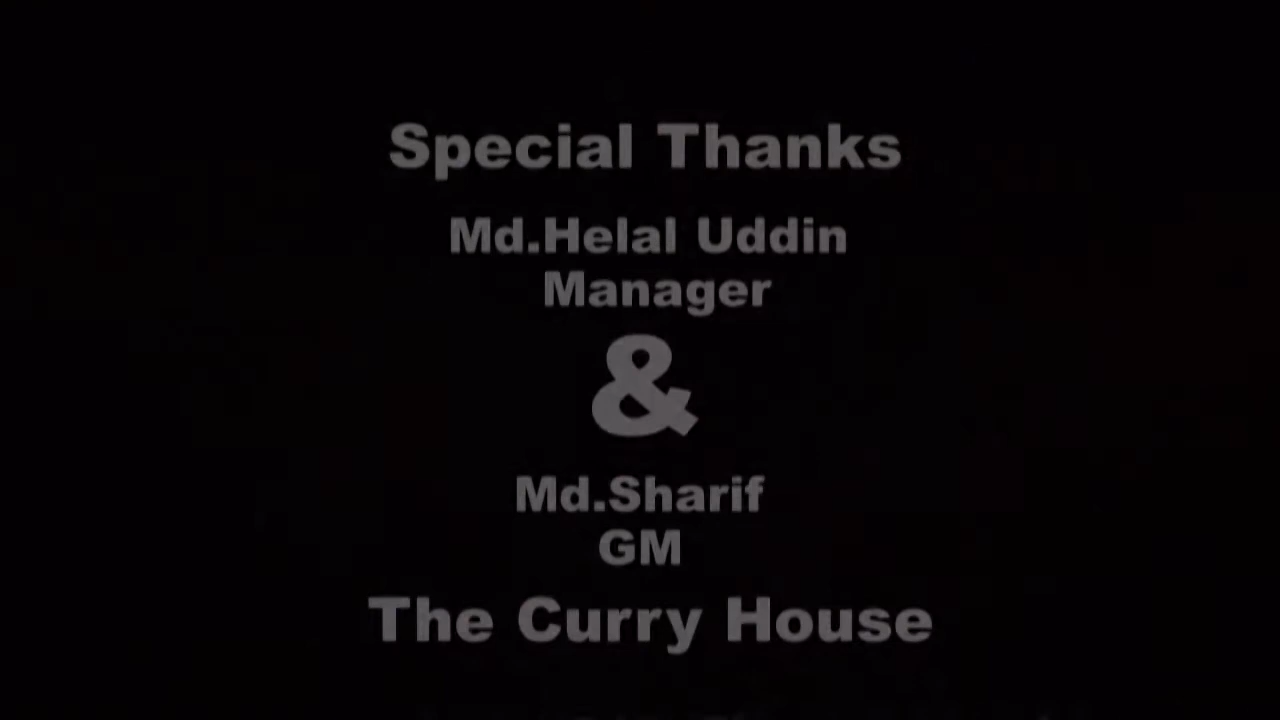 Special Thanks
Md.Helal Uddin
Manager
&
Md.Sharif
GM
The Curry House